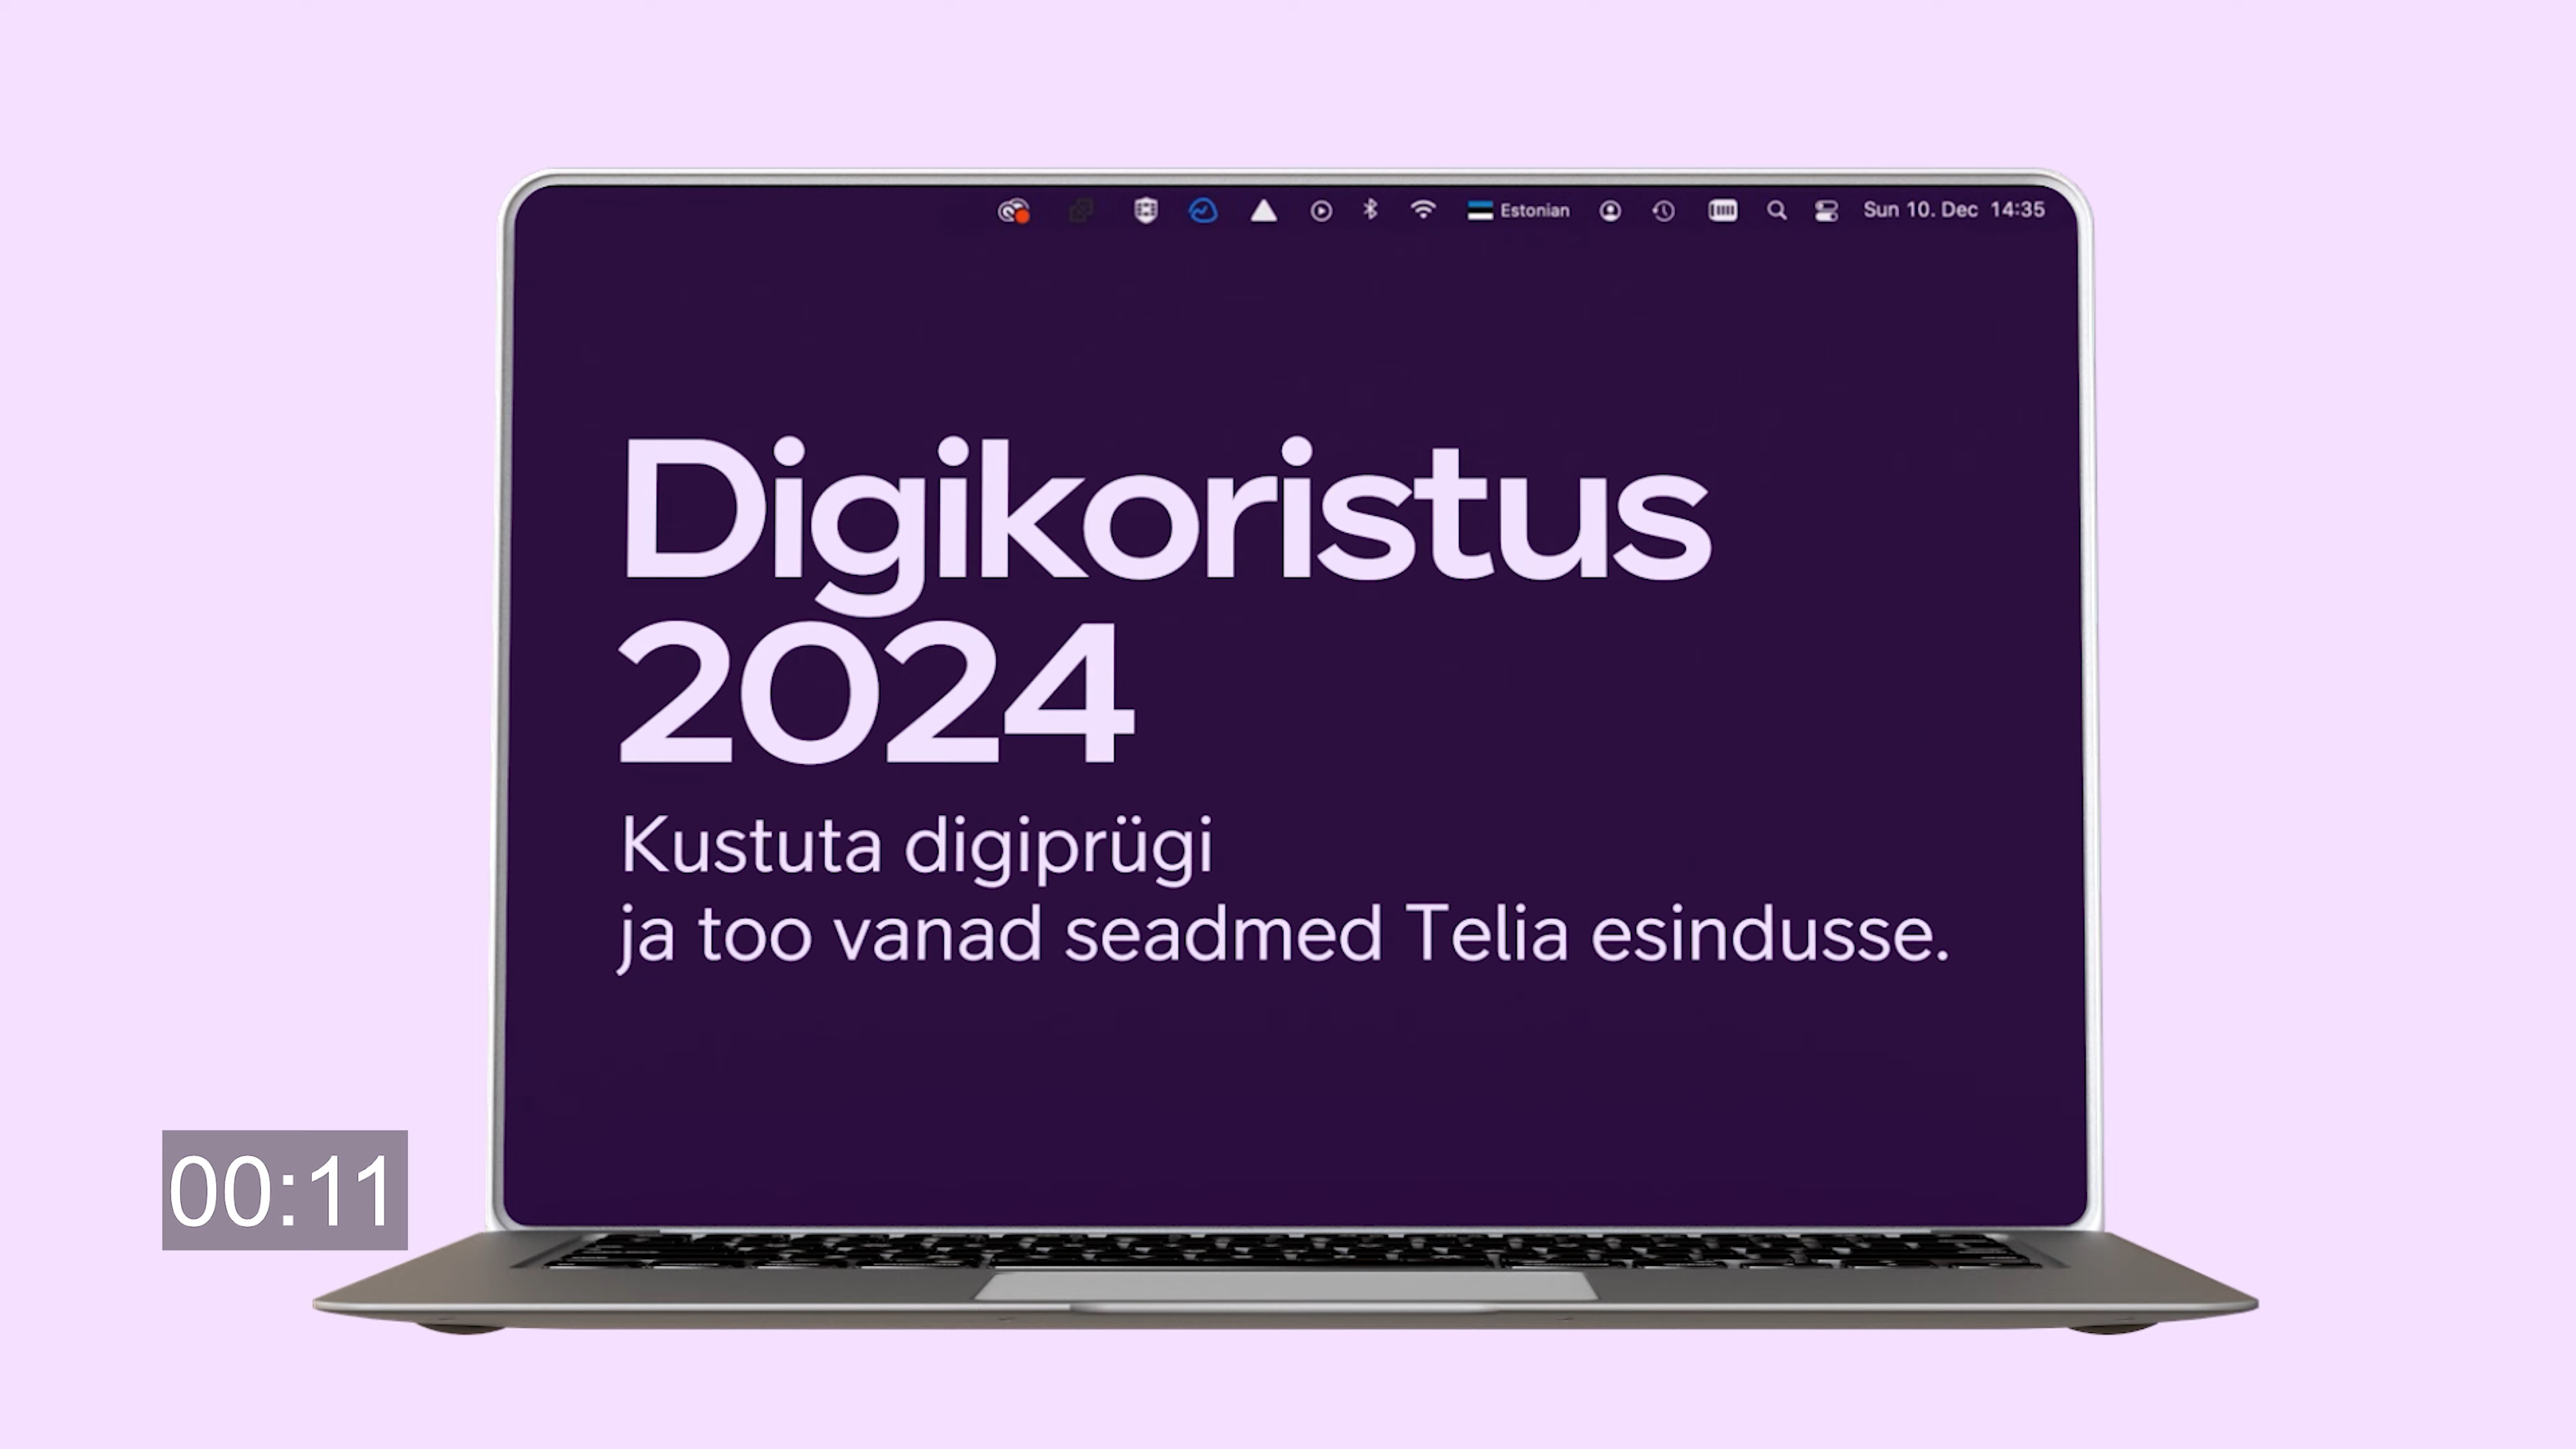 Estonian Sun 10. Dec 14:35
Digikoristus
2024
Kustuta digiprügi
ja too vanad seadmed Telia esindusse.
00:11